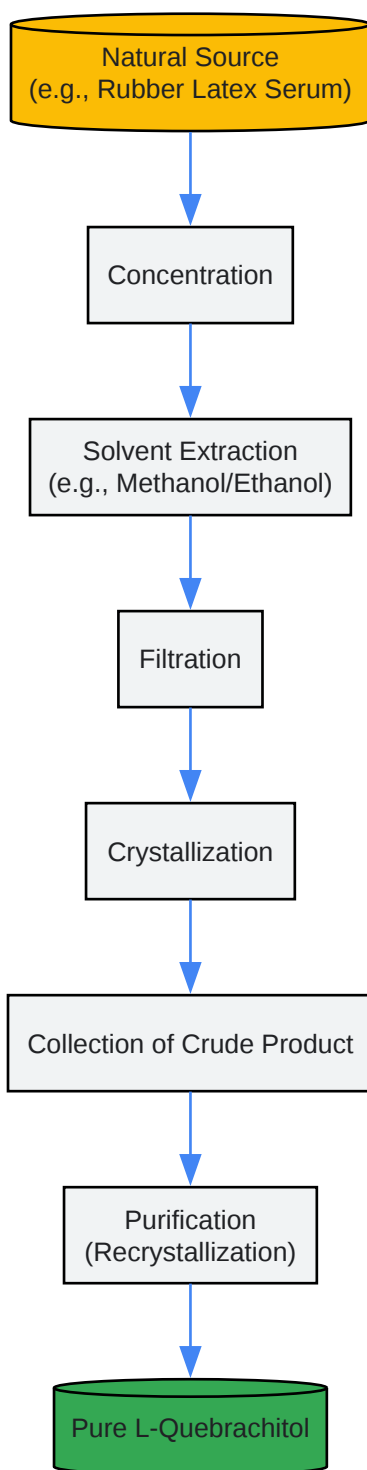 Natural Source
(e.g., Rubber Latex Serum)
Concentration
Solvent Extraction
(e.g., Methanol/Ethanol)
Filtration
Crystallization
Collection of Crude Product
Purification
(Recrystallization)
Pure L-Quebrachitol